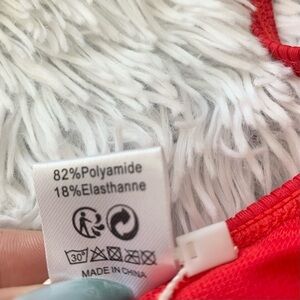 82%Polyamide
18%Elasthanne
30°
MADE IN CHINA